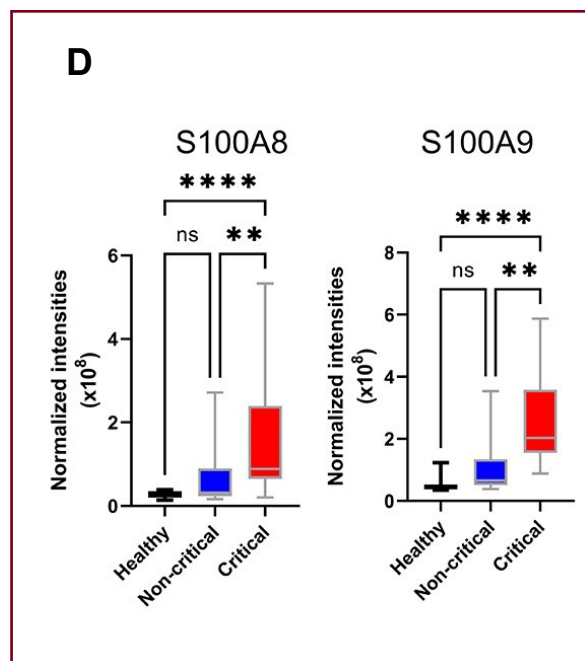 D
S100A8
****
ns
**
Normalized intensities
(x10⁸)
6
4
2
0
Healthy
Non-critical
Critical
S100A9
****
ns
**
Normalized intensities
(x10⁸)
8
6
4
2
0
Healthy
Non-critical
Critical